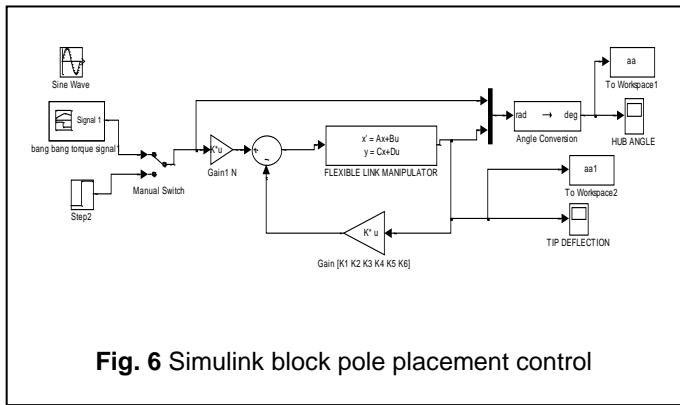 Sine Wave
Signal 1
bang bang torque signal1
Step2
Manual Switch
K*u
Gain1 N
+
-
x' = Ax+Bu
y = Cx+Du
FLEXIBLE LINK MANIPULATOR
K* u
Gain [K1 K2 K3 K4 K5 K6]
rad → deg
Angle Conversion
aa
To Workspace1
HUB ANGLE
aa1
To Workspace2
TIP DEFLECTION
Fig. 6 Simulink block pole placement control